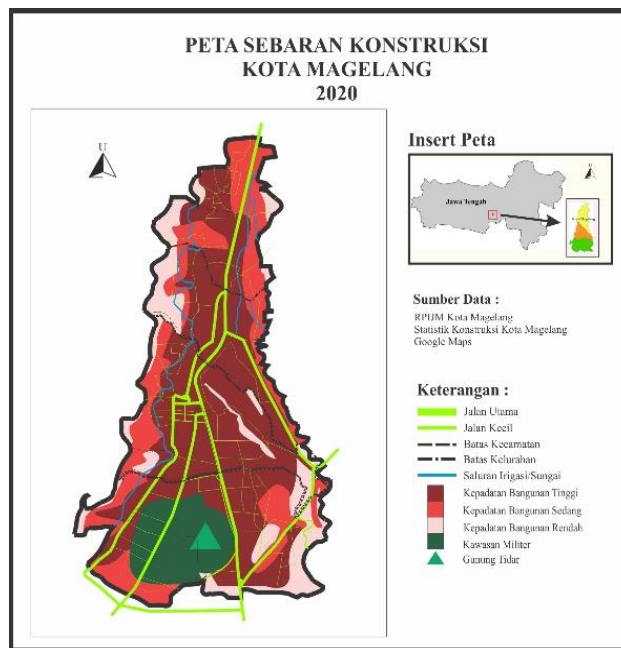 PETA SEBARAN KONSTRUKSI
KOTA MAGELANG
2020
U
Insert Peta
U
Jawa Tengah
Sumber Data :
RPIJM Kota Magelang
Statistik Konstruksi Kota Magelang
Google Maps
Keterangan :
Jalan Utama
Jalan Kecil
Batas Kecamatan
Batas Kelurahan
Saluran Irigasi/Sungai
Kepadatan Bangunan Tinggi
Kepadatan Bangunan Sedang
Kepadatan Bangunan Rendah
Kawasan Militer
Gunung Tidar